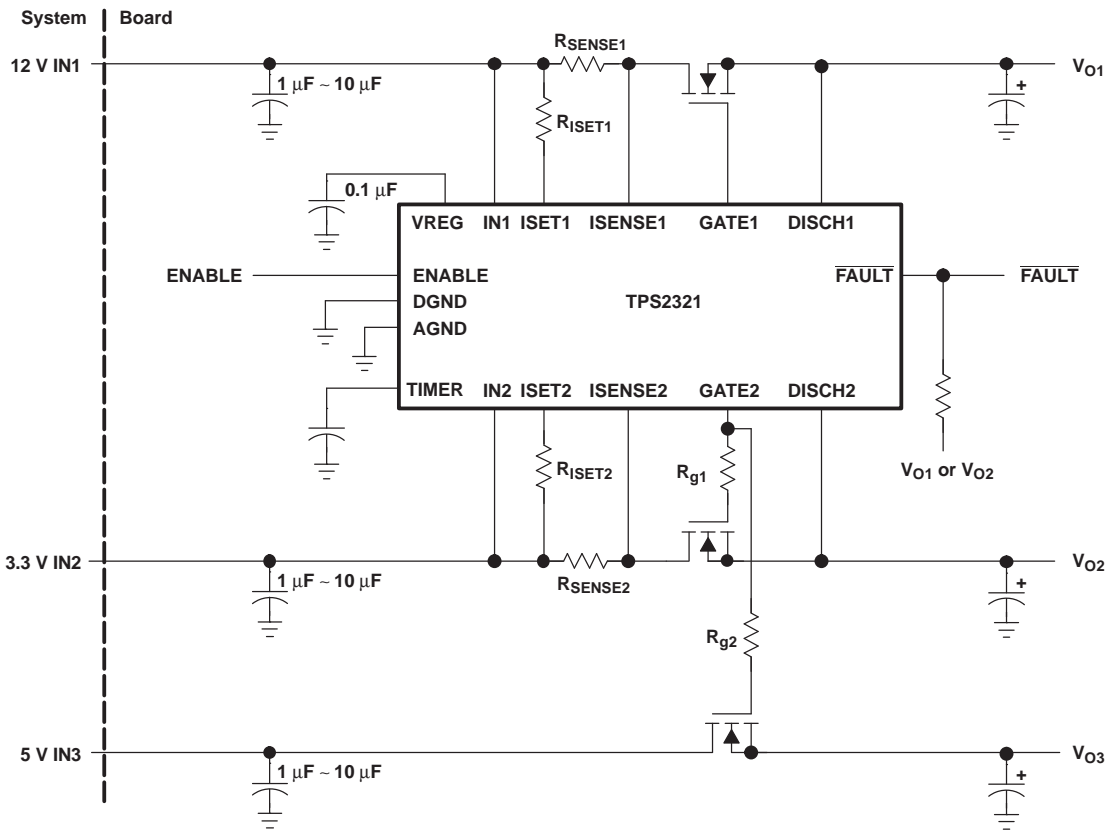 System Board
RSENSE1
12 V IN1
VO1
1 µF ~ 10 µF
+
RISET1
0.1 µF
VREG IN1 ISET1 ISENSE1 GATE1 DISCH1
ENABLE ENABLE FAULT FAULT
DGND TPS2321
AGND
TIMER IN2 ISET2 ISENSE2 GATE2 DISCH2
RISET2
Rg1
VO1 or VO2
3.3 V IN2
VO2
1 µF ~ 10 µF
RSENSE2
+
Rg2
5 V IN3
VO3
1 µF ~ 10 µF
+